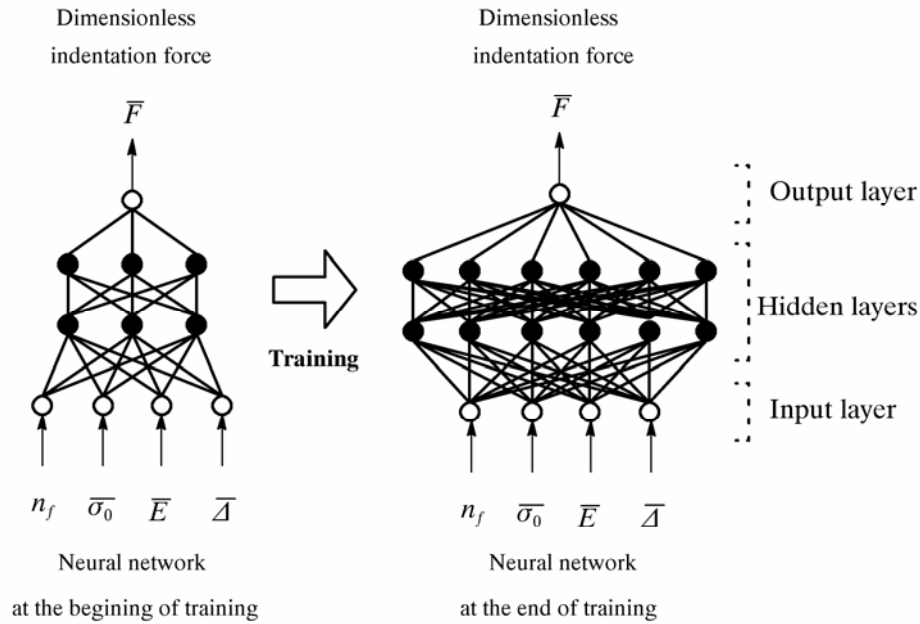 Dimensionless
indentation force
F̅
Training
n_f σ̅₀ E̅ Δ̅
Neural network
at the begining of training
Dimensionless
indentation force
F̅
Output layer
Hidden layers
Input layer
n_f σ̅₀ E̅ Δ̅
Neural network
at the end of training